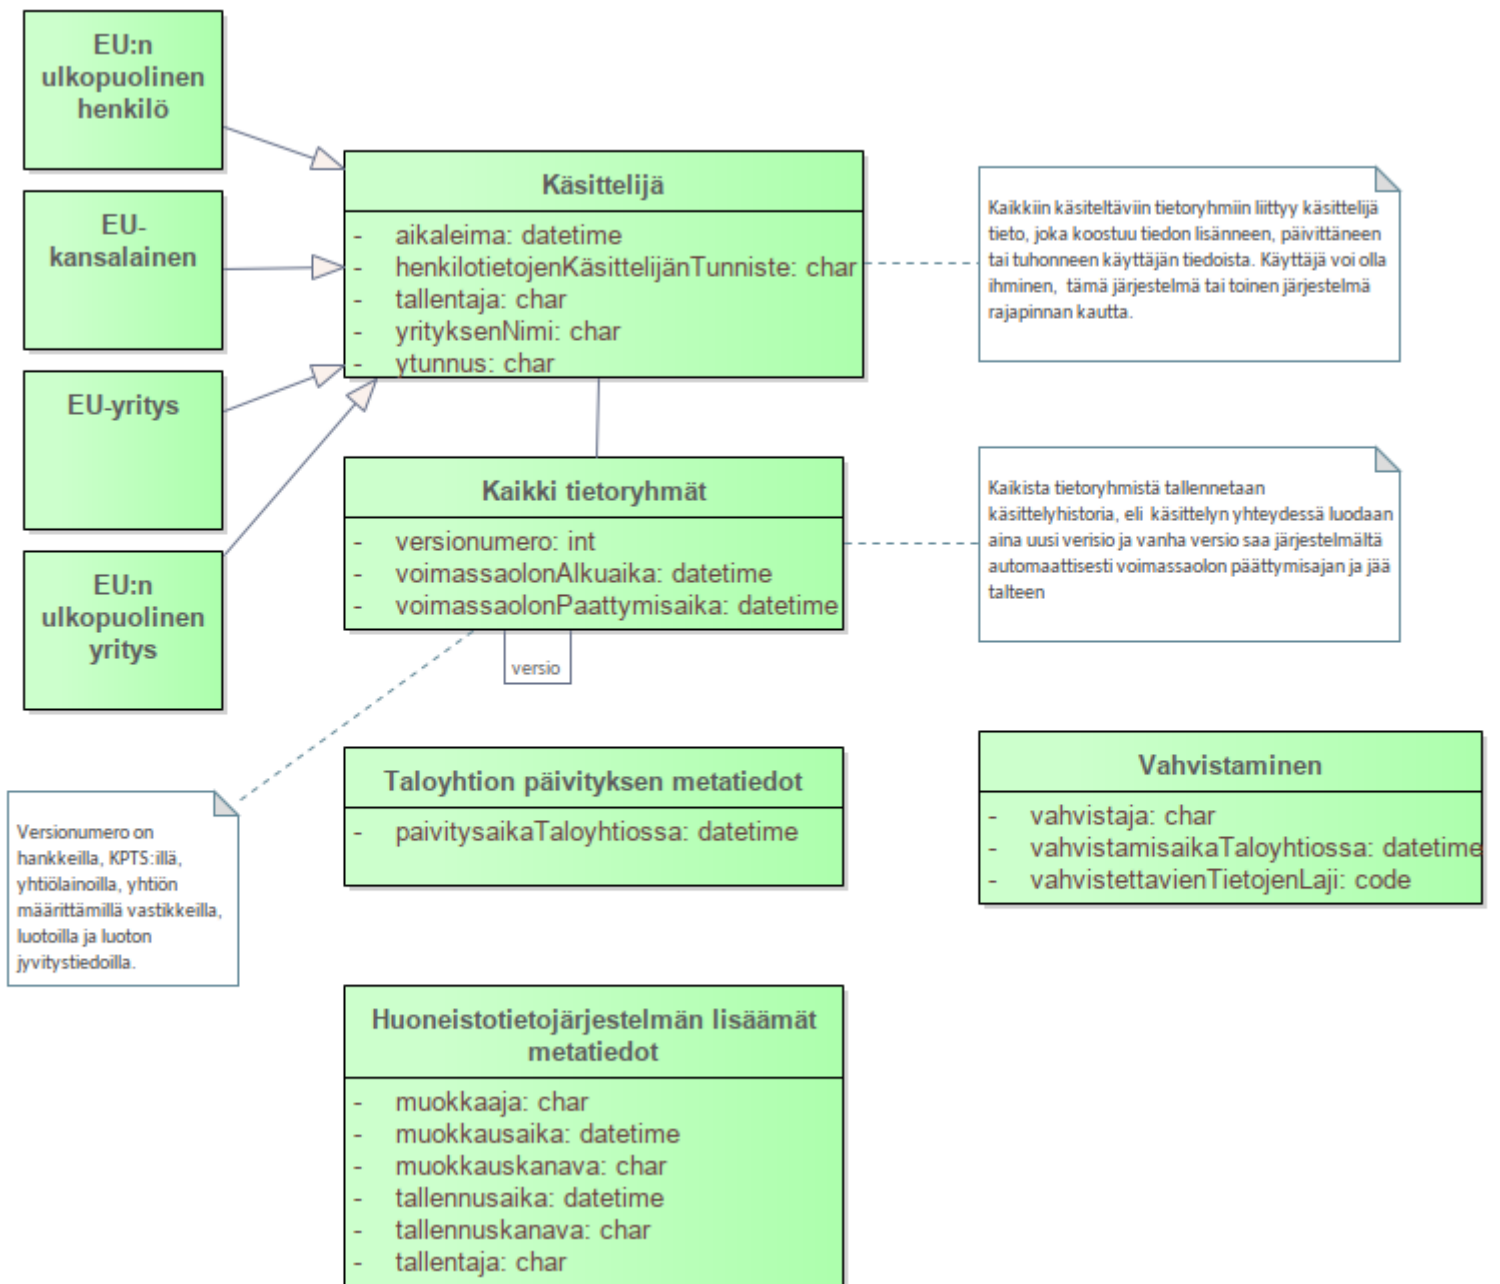 EU:n
ulkopuolinen
henkilö
EU-
kansalainen
EU-yritys
EU:n
ulkopuolinen
yritys
Käsittelijä
- aikaleima: datetime
- henkilotietojenKäsittelijänTunniste: char
- tallentaja: char
- yrityksenNimi: char
- ytunnus: char
Kaikkiin käsiteltäviin tietoryhmiin liittyy käsittelijä
tieto, joka koostuu tiedon lisänneen, päivittäneen
tai tuhonneen käyttäjän tiedoista. Käyttäjä voi olla
ihminen, tämä järjestelmä tai toinen järjestelmä
rajapinnan kautta.
Kaikki tietoryhmät
- versionumero: int
- voimassaolonAlkuaika: datetime
- voimassaolonPaattymisaika: datetime
versio
Kaikista tietoryhmistä tallennetaan
käsittelyhistoria, eli käsittelyn yhteydessä luodaan
aina uusi verisio ja vanha versio saa järjestelmältä
automaattisesti voimassaolon päättymisajan ja jää
talteen
Versionumero on
hankkeilla, KPTS:illä,
yhtiölainoilla, yhtiön
määrittämillä vastikkeilla,
luotoilla ja luoton
jyvitystiedoilla.
Taloyhtion päivityksen metatiedot
- paivitysaikaTaloyhtiossa: datetime
Vahvistaminen
- vahvistaja: char
- vahvistamisaikaTaloyhtiossa: datetime
- vahvistettavienTietojenLaji: code
Huoneistotietojärjestelmän lisäämät
metatiedot
- muokkaaja: char
- muokkausaika: datetime
- muokkauskanava: char
- tallennusaika: datetime
- tallennuskanava: char
- tallentaja: char